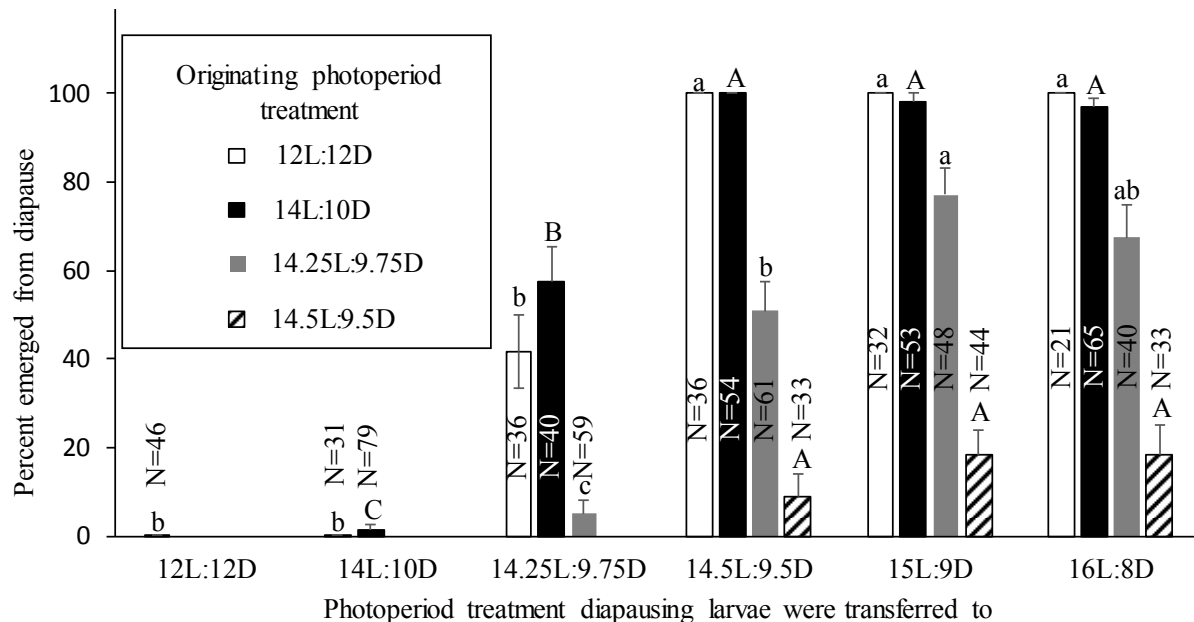 Percent emerged from diapause
100
80
60
40
20
0
Originating photoperiod
treatment
12L:12D
14L:10D
14.25L:9.75D
14.5L:9.5D
N=46
b
N=31
b
N=79
C
N=36
b
N=40
B
N=59
c
N=36
a
N=54
A
N=61
b
N=33
A
N=32
a
N=53
A
N=48
a
N=44
A
N=21
a
N=65
A
N=40
ab
N=33
A
12L:12D 14L:10D 14.25L:9.75D 14.5L:9.5D 15L:9D 16L:8D
Photoperiod treatment diapausing larvae were transferred to